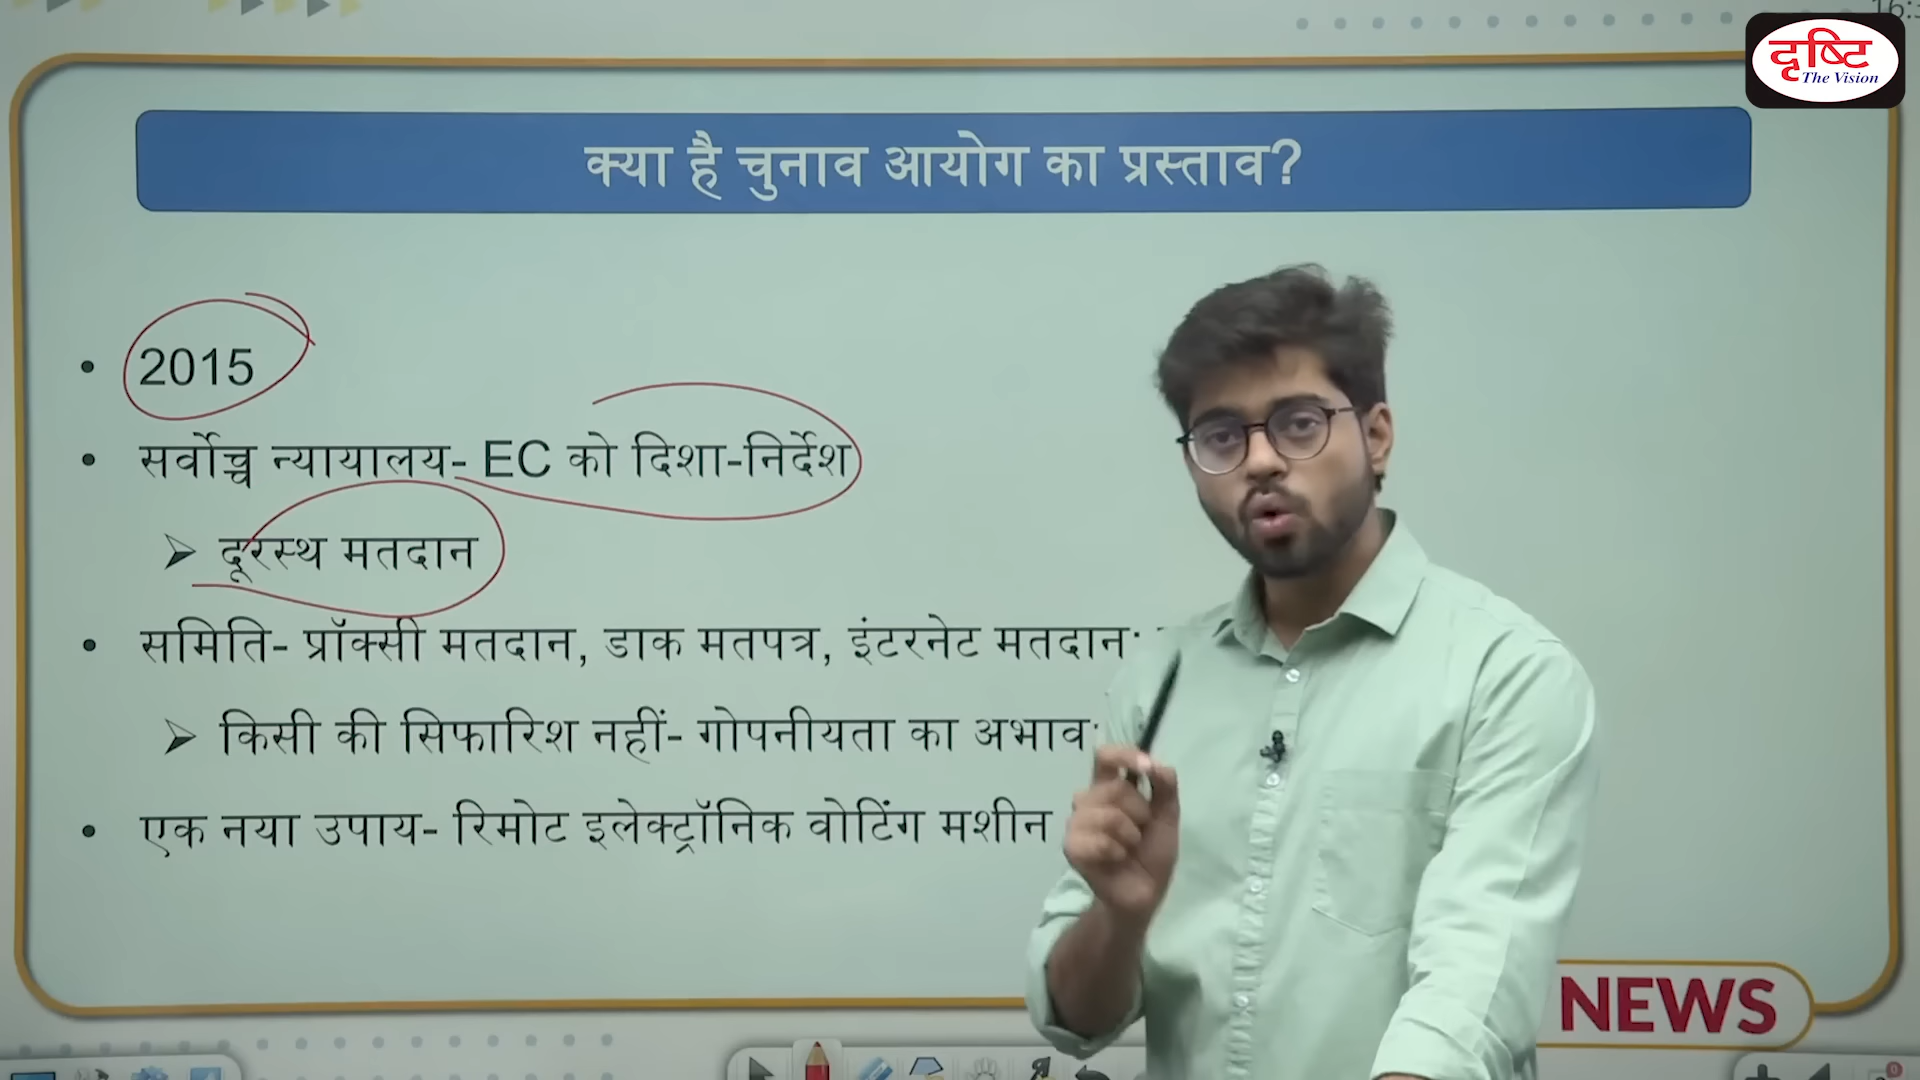 16:
दृष्टि
The Vision
क्या है चुनाव आयोग का प्रस्ताव?
• 2015
• सर्वोच्च न्यायालय- EC को दिशा-निर्देश
➢ दूरस्थ मतदान
• समिति- प्रॉक्सी मतदान, डाक मतपत्र, इंटरनेट मतदान
➢ किसी की सिफारिश नहीं- गोपनीयता का अभाव
• एक नया उपाय- रिमोट इलेक्ट्रॉनिक वोटिंग मशीन
NEWS